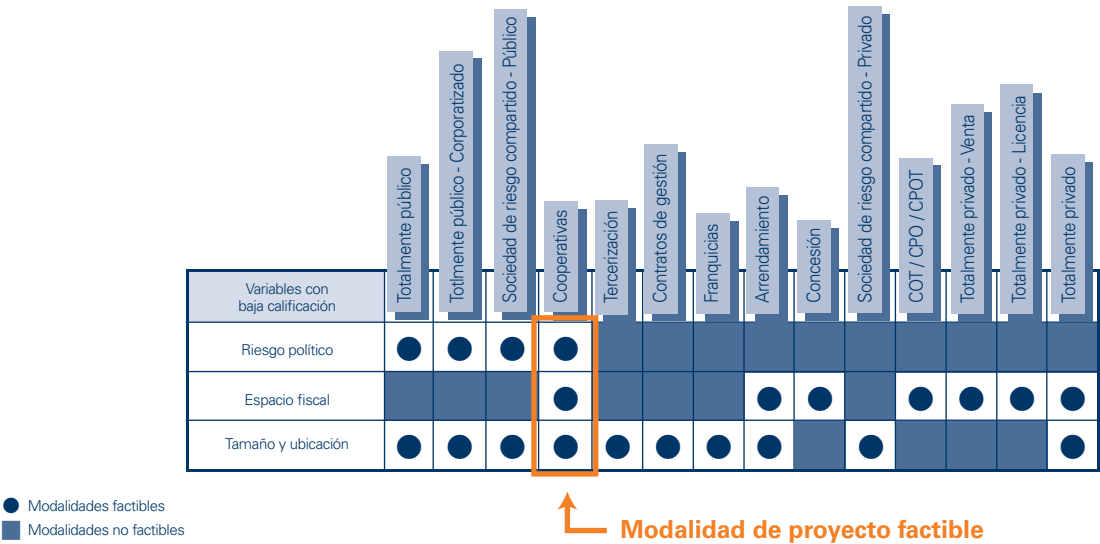 Totalmente público
Totlmente público - Corporatizado
Sociedad de riesgo compartido - Público
Cooperativas
Tercerización
Contratos de gestión
Franquicias
Arrendamiento
Concesión
Sociedad de riesgo compartido - Privado
COT / CPO / CPOT
Totalmente privado - Venta
Totalmente privado - Licencia
Totalmente privado
Variables con
baja calificación
Riesgo político
Espacio fiscal
Tamaño y ubicación
Modalidades factibles
Modalidades no factibles
Modalidad de proyecto factible